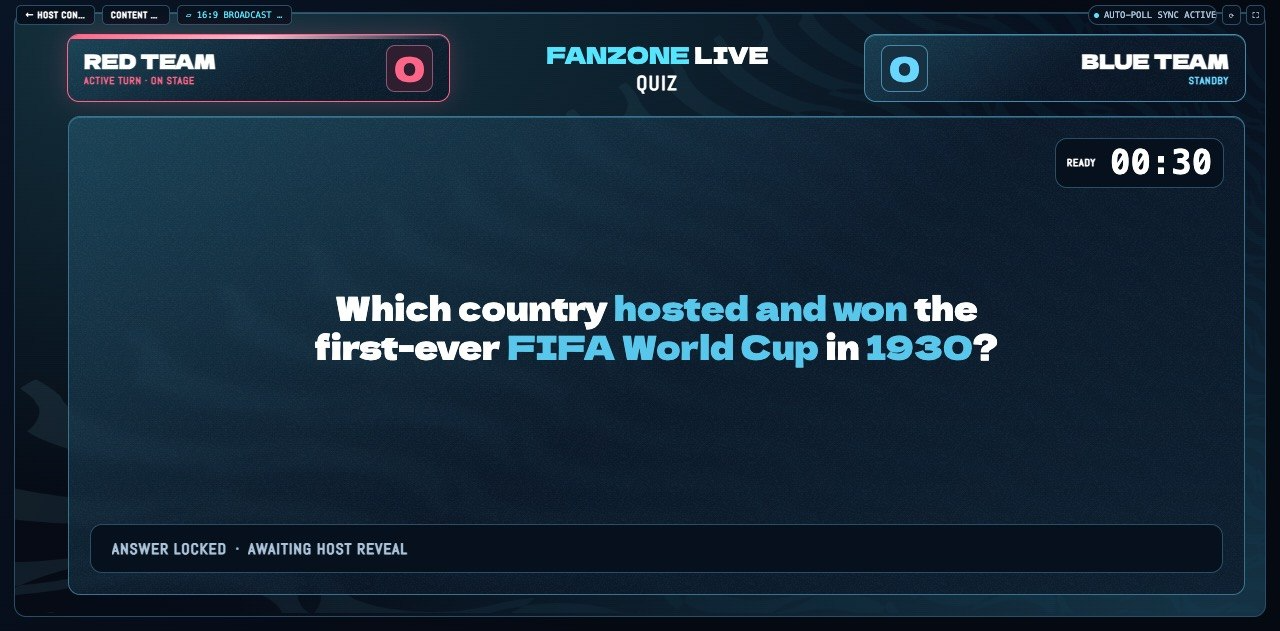 ← HOST CON…
CONTENT …
▱ 16:9 BROADCAST …
● AUTO-POLL SYNC ACTIVE
RED TEAM
ACTIVE TURN · ON STAGE
0
FANZONE LIVE
QUIZ
0
BLUE TEAM
STANDBY
READY 00:30
Which country hosted and won the
first-ever FIFA World Cup in 1930?
ANSWER LOCKED · AWAITING HOST REVEAL